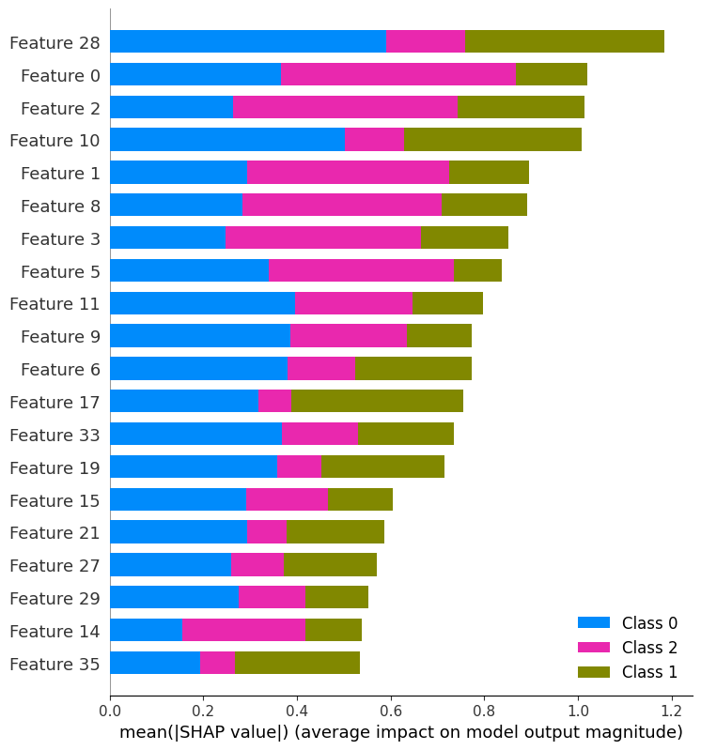 Feature 28
Feature 0
Feature 2
Feature 10
Feature 1
Feature 8
Feature 3
Feature 5
Feature 11
Feature 9
Feature 6
Feature 17
Feature 33
Feature 19
Feature 15
Feature 21
Feature 27
Feature 29
Feature 14
Feature 35
Class 0
Class 2
Class 1
0.0 0.2 0.4 0.6 0.8 1.0 1.2
mean(|SHAP value|) (average impact on model output magnitude)